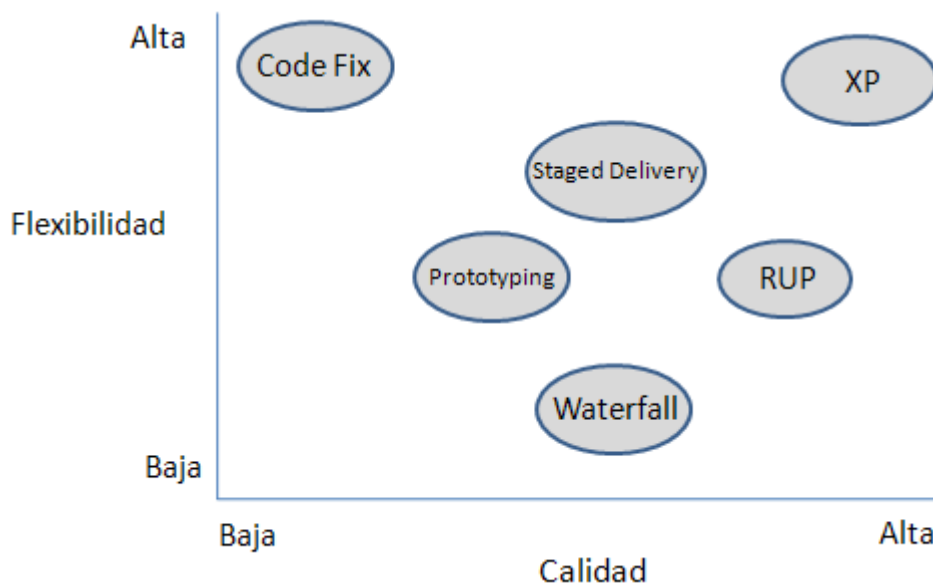 Alta
Code Fix
XP
Staged Delivery
Flexibilidad
Prototyping
RUP
Waterfall
Baja
Baja
Alta
Calidad